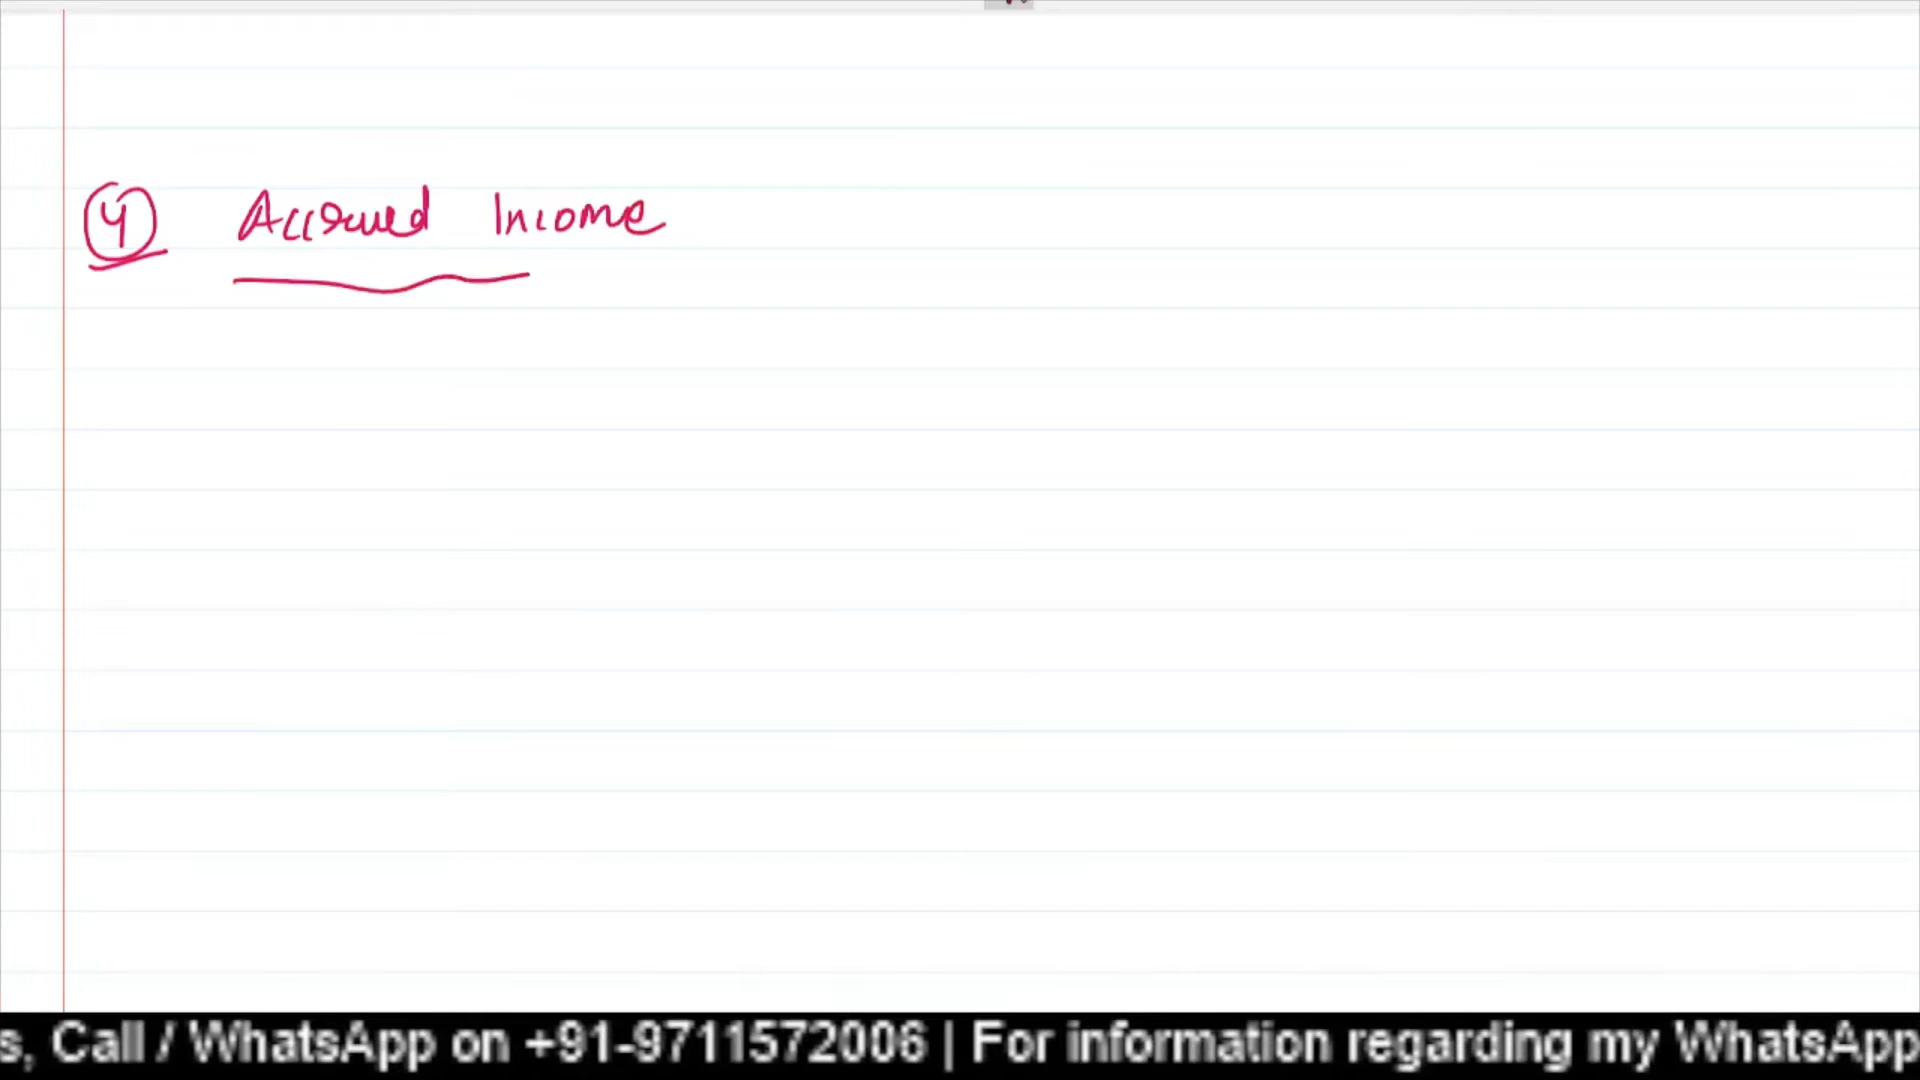 4 Accrued Income
s, Call / WhatsApp on +91-9711572006 | For information regarding my WhatsApp